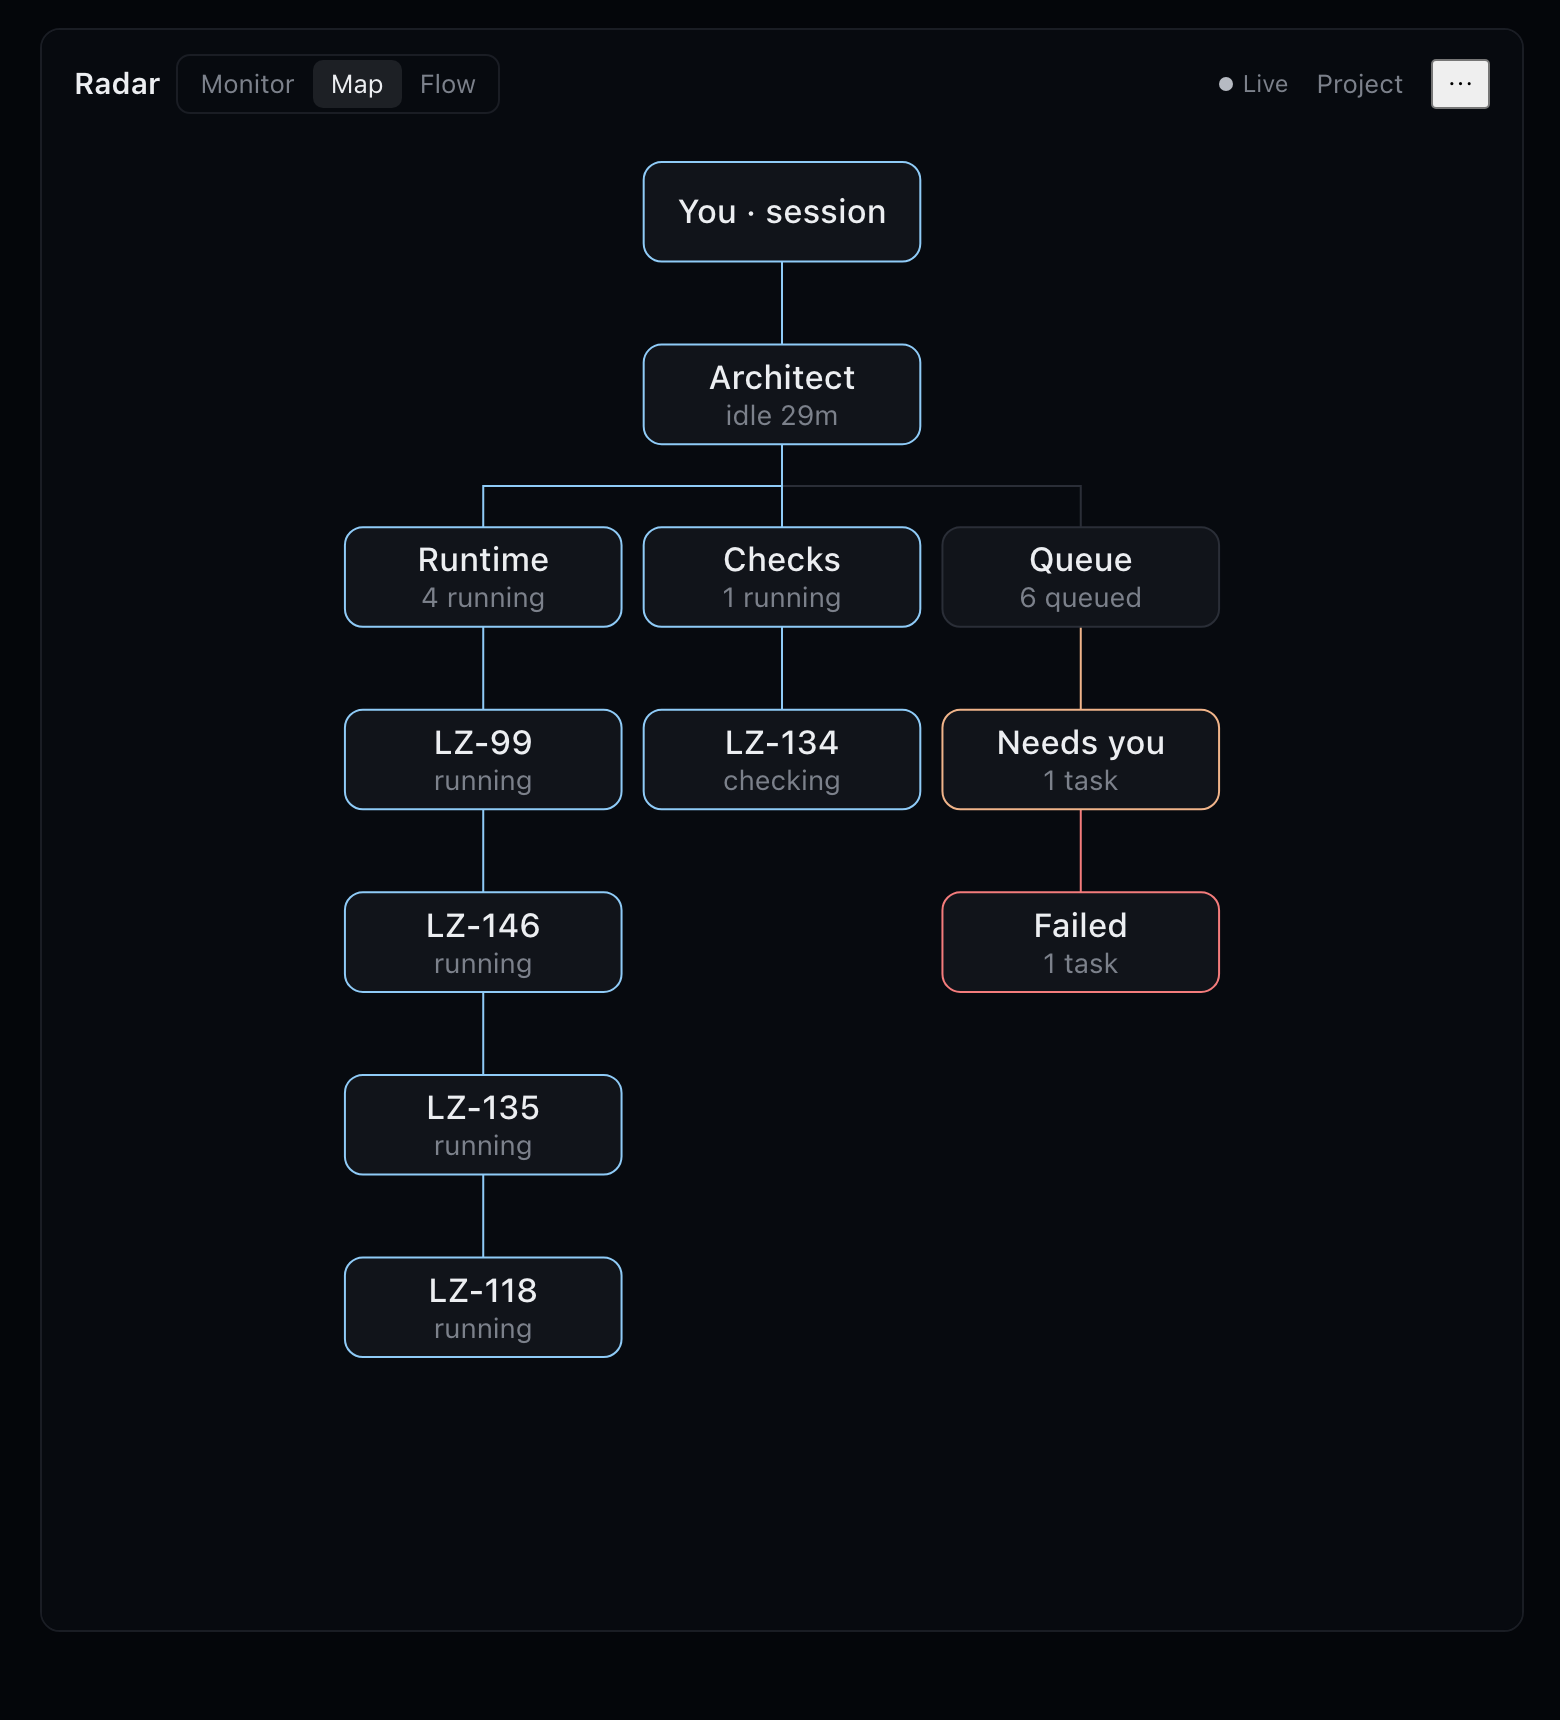 Radar
Monitor
Map
Flow
Live
Project
...
You · session
Architect
idle 29m
Runtime
4 running
Checks
1 running
Queue
6 queued
LZ-99
running
LZ-134
checking
Needs you
1 task
LZ-146
running
Failed
1 task
LZ-135
running
LZ-118
running